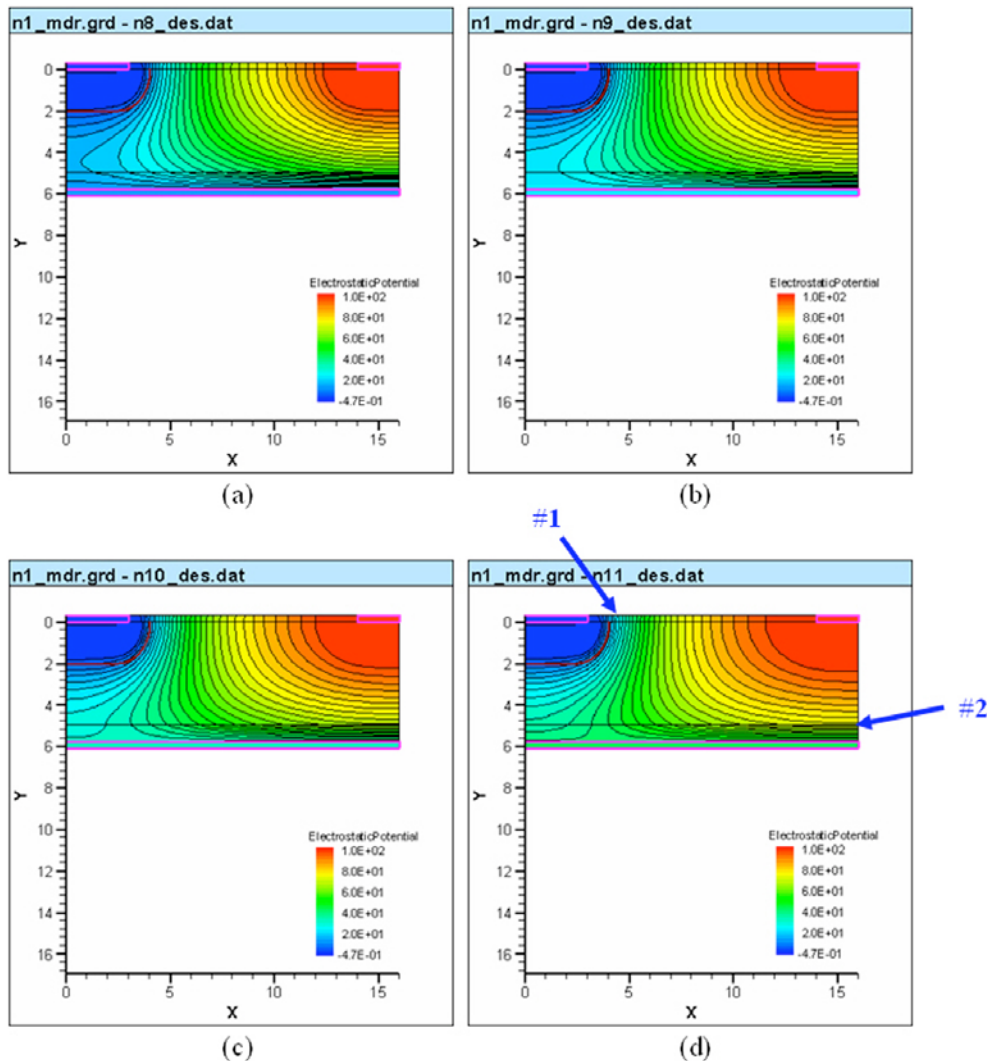 n1_mdr.grd - n8_des.dat
n1_mdr.grd - n9_des.dat
0
2
4
6
8
10
12
14
16
Y
ElectrostaticPotential
1.0E+02
8.0E+01
6.0E+01
4.0E+01
2.0E+01
-4.7E-01
0
5
10
15
X
(a)
0
2
4
6
8
10
12
14
16
Y
ElectrostaticPotential
1.0E+02
8.0E+01
6.0E+01
4.0E+01
2.0E+01
-4.7E-01
0
5
10
15
X
(b)
#1
n1_mdr.grd - n10_des.dat
n1_mdr.grd - n11_des.dat
0
2
4
6
8
10
12
14
16
Y
ElectrostaticPotential
1.0E+02
8.0E+01
6.0E+01
4.0E+01
2.0E+01
-4.7E-01
0
5
10
15
X
(c)
0
2
4
6
8
10
12
14
16
Y
#2
ElectrostaticPotential
1.0E+02
8.0E+01
6.0E+01
4.0E+01
2.0E+01
-4.7E-01
0
5
10
15
X
(d)